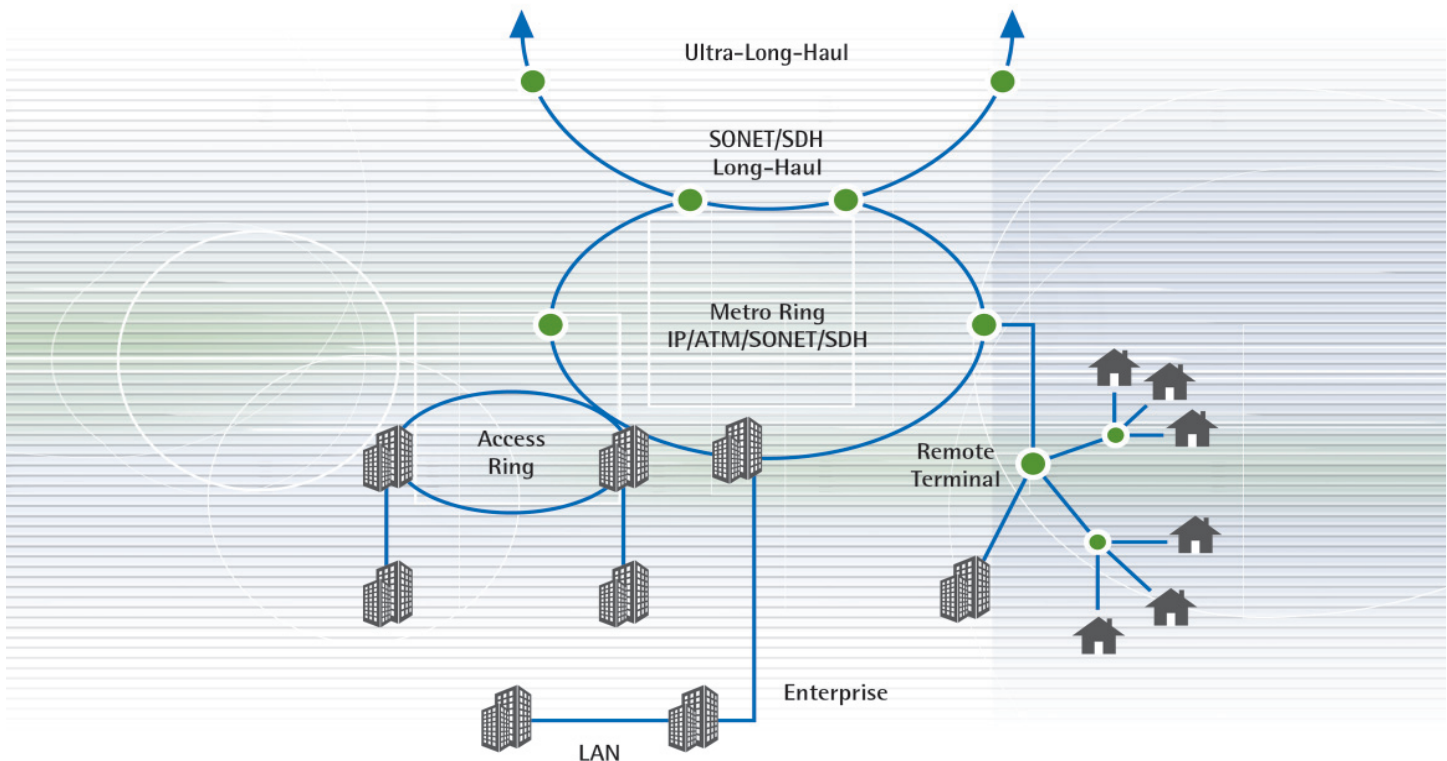 Ultra-Long-Haul
SONET/SDH
Long-Haul
Metro Ring
IP/ATM/SONET/SDH
Access
Ring
Remote
Terminal
Enterprise
LAN